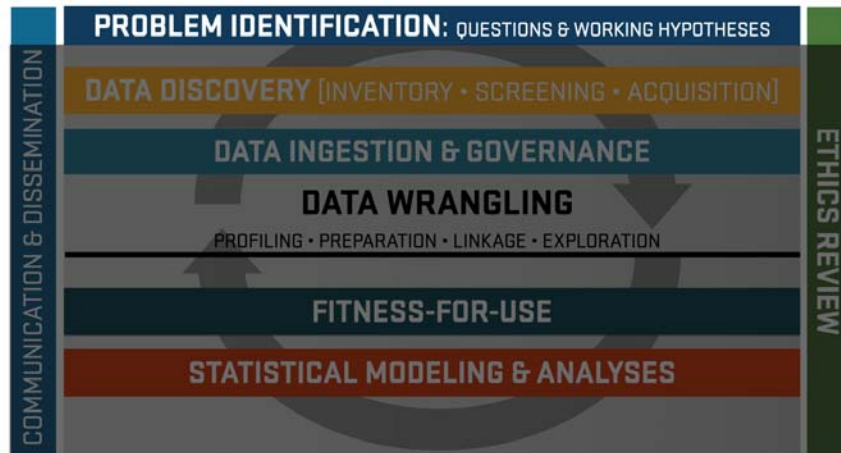 PROBLEM IDENTIFICATION: QUESTIONS & WORKING HYPOTHESES
DATA DISCOVERY [INVENTORY • SCREENING • ACQUISITION]
DATA INGESTION & GOVERNANCE
DATA WRANGLING
PROFILING • PREPARATION • LINKAGE • EXPLORATION
FITNESS-FOR-USE
STATISTICAL MODELING & ANALYSES
COMMUNICATION & DISSEMINATION
ETHICS REVIEW